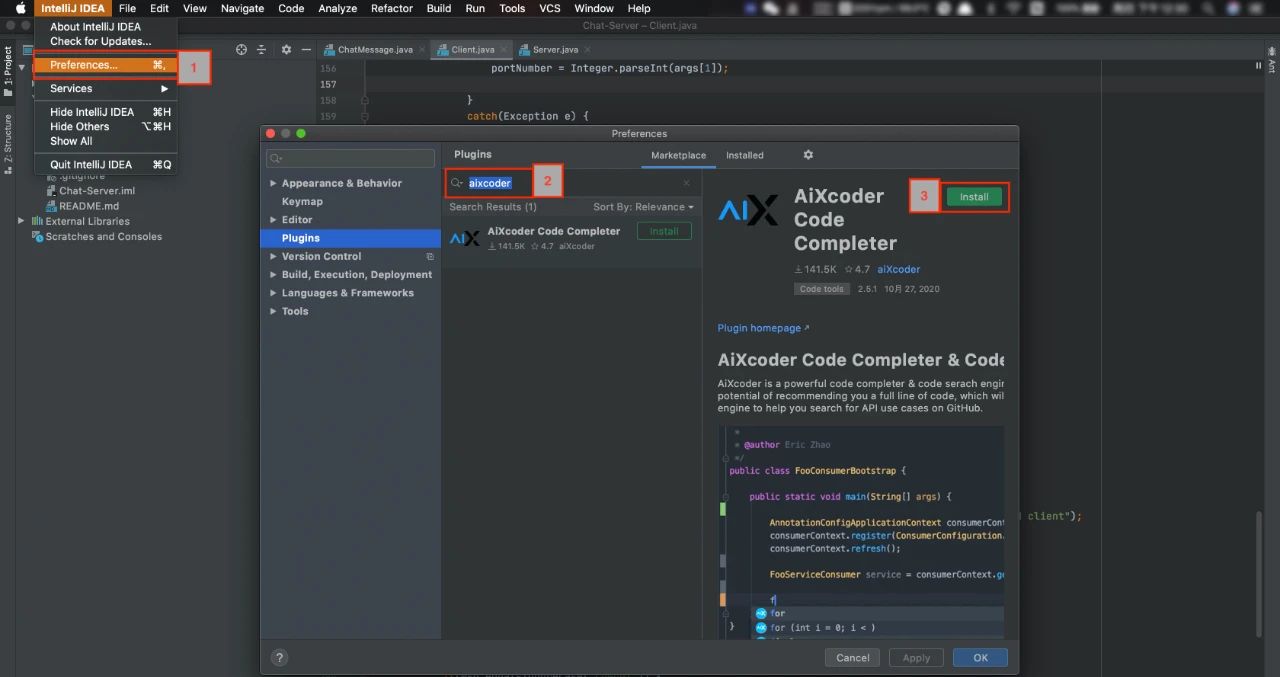 IntelliJ IDEA File Edit View Navigate Code Analyze Refactor Build Run Tools VCS Window Help
Chat-Server – Client.java
About IntelliJ IDEA
Check for Updates...
Preferences... ⌘,
1
Services
Hide IntelliJ IDEA ⌘H
Hide Others ⌥⌘H
Show All
Quit IntelliJ IDEA ⌘Q
1: Project
Z: Structure
Ant
.gitignore
Chat-Server.iml
README.md
External Libraries
Scratches and Consoles
ChatMessage.java
Client.java
Server.java
156 portNumber = Integer.parseInt(args[1]);
157
158 }
159 catch(Exception e) {
client");
Preferences
Appearance & Behavior
Keymap
Editor
Plugins
Version Control
Build, Execution, Deployment
Languages & Frameworks
Tools
Plugins
Marketplace
Installed
aixcoder
2
Search Results (1)
Sort By: Relevance
AiXcoder Code Completer
Install
141.5K 4.7 aiXcoder
AIX
AiXcoder
Code
Completer
3
Install
141.5K 4.7 aiXcoder
Code tools 2.5.1 10月 27, 2020
Plugin homepage
AiXcoder Code Completer & Code
AiXcoder is a powerful code completer & code serach engin
potential of recommending you a full line of code, which wil
engine to help you search for API use cases on GitHub.
*
* @author Eric Zhao
*/
public class FooConsumerBootstrap {
public static void main(String[] args) {
AnnotationConfigApplicationContext consumerCont
consumerContext.register(ConsumerConfiguration.
consumerContext.refresh();
FooServiceConsumer service = consumerContext.ge
f
for
for (int i = 0; i < )
}
?
Cancel
Apply
OK